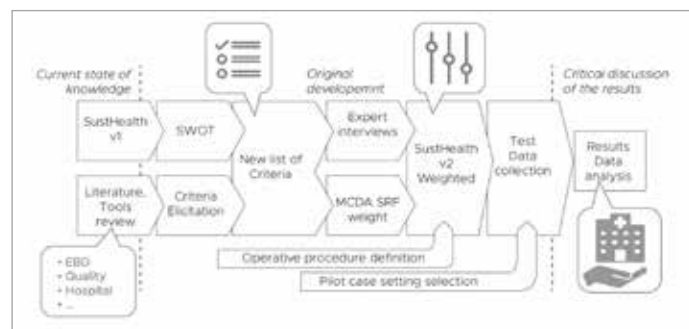 Current state of
knowledge
Original developemnt
Critical discussion
of the results
SustHealth
v1
SWOT
New list of
Criteria
Expert
interviews
SustHealth
v2
Weighted
Test
Data
collection
Results
Data
analysis
Literature,
Tools
review
Criteria
Elicitation
MCDA: SRF
weight
• EBD
• Quality
• Hospital
• ...
Operative procedure definition
Pilot case setting selection